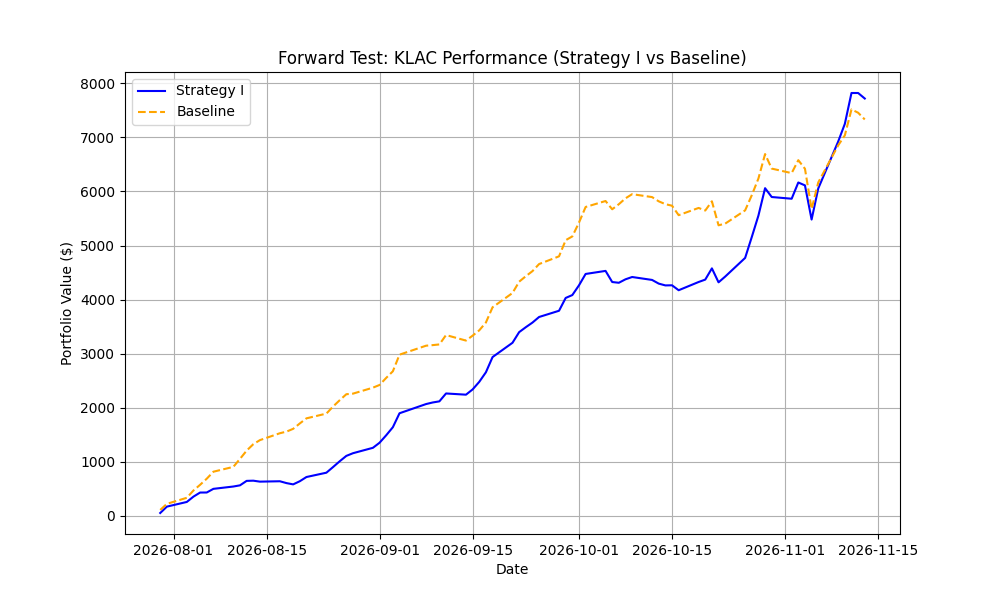 Forward Test: KLAC Performance (Strategy I vs Baseline)
Strategy I
Baseline
Portfolio Value ($)
8000
7000
6000
5000
4000
3000
2000
1000
0
2026-08-01 2026-08-15 2026-09-01 2026-09-15 2026-10-01 2026-10-15 2026-11-01 2026-11-15
Date